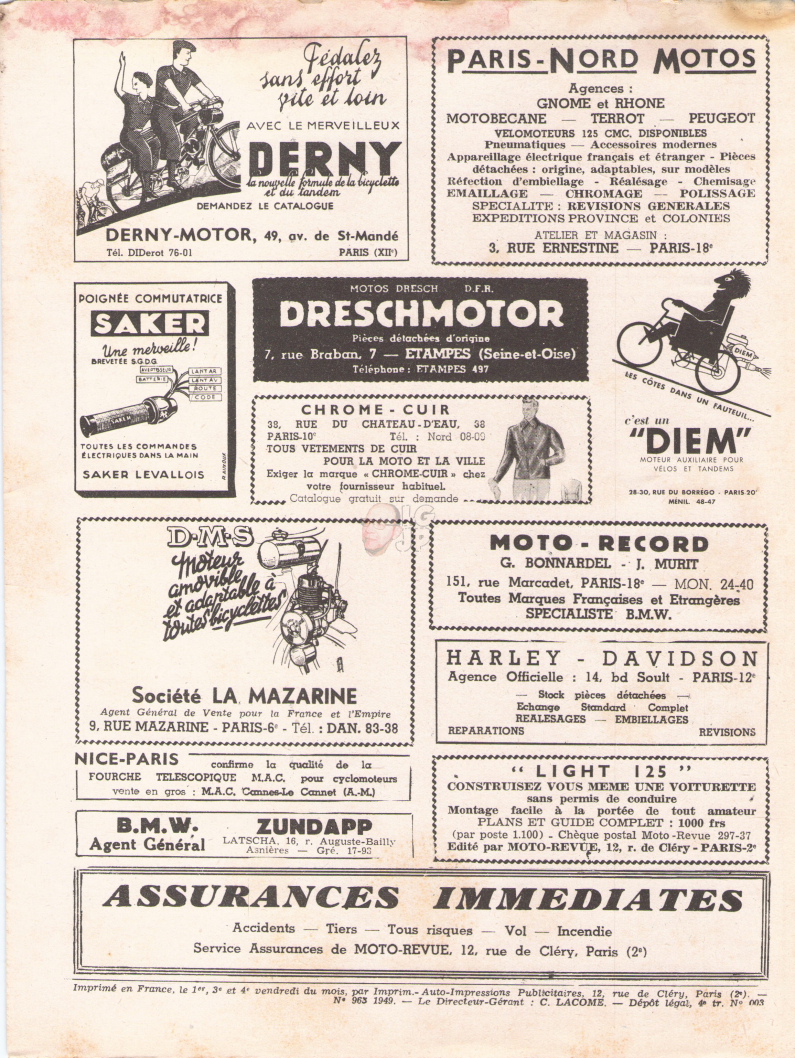 Pédalez
sans effort
vite et loin
AVEC LE MERVEILLEUX
DERNY
la nouvelle formule de la bicyclette
et du tandem
DEMANDEZ LE CATALOGUE
DERNY-MOTOR, 49, av. de St-Mandé
Tél. DIDerot 76-01 PARIS (XIIe)
PARIS-NORD MOTOS
Agences :
GNOME et RHONE
MOTOBECANE — TERROT — PEUGEOT
VELOMOTEURS 125 CMC. DISPONIBLES
Pneumatiques — Accessoires modernes
Appareillage électrique français et étranger - Pièces
détachées : origine, adaptables, sur modèles
Réfection d'embiellage - Réalésage - Chemisage
EMAILLAGE — CHROMAGE — POLISSAGE
SPECIALITE : REVISIONS GENERALES
EXPEDITIONS PROVINCE et COLONIES
ATELIER ET MAGASIN :
3, RUE ERNESTINE — PARIS-18e
POIGNÉE COMMUTATRICE
SAKER
Une merveille!
BREVETÉE S.G.D.G.
AVERTISSEUR
BATTERIE
LANT AR
LANT AV
ROUTE
CODE
SAKER
TOUTES LES COMMANDES
ÉLECTRIQUES DANS LA MAIN
SAKER LEVALLOIS
MOTOS DRESCH D.F.R.
DRESCHMOTOR
Pièces détachées d'origine
7, rue Braban, 7 — ETAMPES (Seine-et-Oise)
Téléphone : ETAMPES 497
CHROME - CUIR
38, RUE DU CHATEAU-D'EAU, 38
PARIS-10e Tél. : Nord 08-09
TOUS VETEMENTS DE CUIR
POUR LA MOTO ET LA VILLE
Exiger la marque « CHROME-CUIR » chez
votre fournisseur habituel.
Catalogue gratuit sur demande
DIEM
LES CÔTES DANS UN FAUTEUIL...
c'est un
"DIEM"
MOTEUR AUXILIAIRE POUR
VÉLOS ET TANDEMS
28-30, RUE DU BORRÉGO - PARIS 20e
MÉNIL. 48-47
D-M-S
Moteur
amovible
et adaptable à
toutes bicyclettes
Société LA MAZARINE
Agent Général de Vente pour la France et l'Empire
9, RUE MAZARINE - PARIS-6e - Tél. : DAN. 83-38
MOTO - RECORD
G. BONNARDEL - J. MURIT
151, rue Marcadet, PARIS-18e — MON. 24-40
Toutes Marques Françaises et Etrangères
SPECIALISTE B.M.W.
HARLEY - DAVIDSON
Agence Officielle : 14, bd Soult - PARIS-12e
— Stock pièces détachées —
Echange Standard Complet
REALESAGES — EMBIELLAGES
REPARATIONS REVISIONS
NICE-PARIS confirme la qualité de la
FOURCHE TELESCOPIQUE M.A.C. pour cyclomoteurs
vente en gros : M.A.C. Cannes-Le Cannet (A.-M.)
B.M.W. ZUNDAPP
Agent Général LATSCHA, 16, r. Auguste-Bailly
Asnières — Gré. 17-93
" LIGHT 125 "
CONSTRUISEZ VOUS MEME UNE VOITURETTE
sans permis de conduire
Montage facile à la portée de tout amateur
PLANS ET GUIDE COMPLET : 1000 frs
(par poste 1.100) - Chèque postal Moto-Revue 297-37
Edité par MOTO-REVUE, 12, r. de Cléry - PARIS-2e
ASSURANCES IMMEDIATES
Accidents — Tiers — Tous risques — Vol — Incendie
Service Assurances de MOTO-REVUE, 12, rue de Cléry, Paris (2e)
Imprimé en France, le 1er, 3e et 4e vendredi du mois, par Imprim.-Auto-Impressions Publicitaires, 12, rue de Cléry, Paris (2e). —
N° 963 1949. — Le Directeur-Gérant : C. LACOME. — Dépôt légal, 4e tr. N° 003